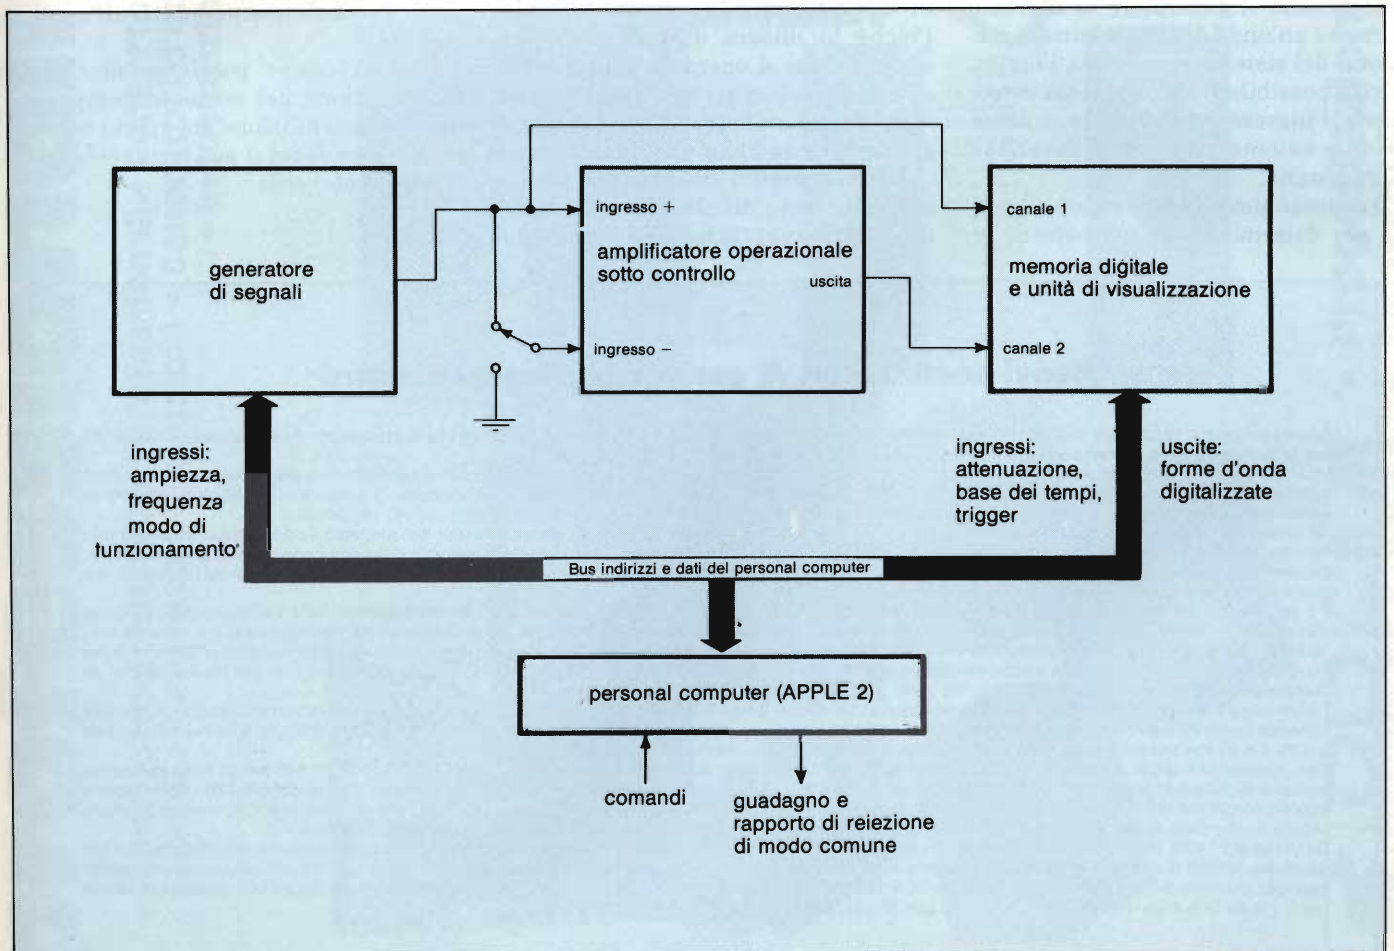 generatore
di segnali
ingresso +
amplificatore operazionale
sotto controllo
uscita
ingresso −
canale 1
memoria digitale
e unità di visualizzazione
canale 2
ingressi:
ampiezza,
frequenza
modo di
funzionamento
ingressi:
attenuazione,
base dei tempi,
trigger
uscite:
forme d'onda
digitalizzate
Bus indirizzi e dati del personal computer
personal computer (APPLE 2)
comandi
guadagno e
rapporto di reiezione
di modo comune